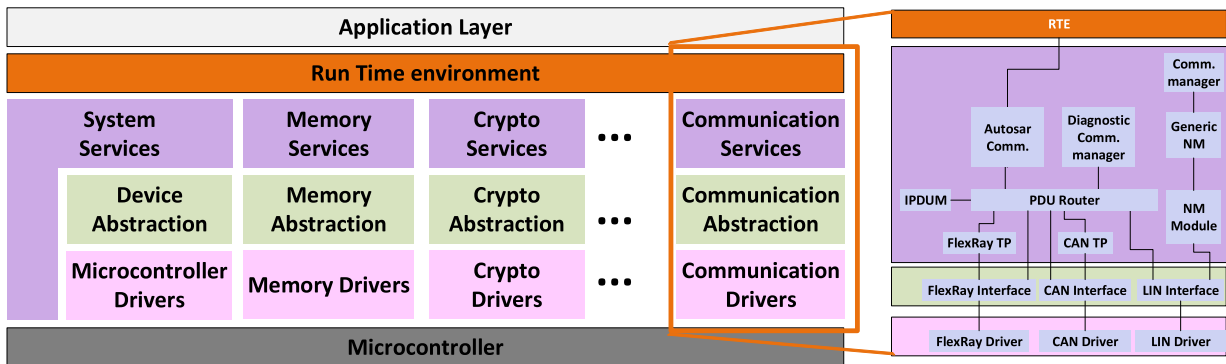 Application Layer
Run Time environment
System
Services
Memory
Services
Crypto
Services
...
Communication
Services
Device
Abstraction
Memory
Abstraction
Crypto
Abstraction
...
Communication
Abstraction
Microcontroller
Drivers
Memory Drivers
Crypto
Drivers
...
Communication
Drivers
Microcontroller
RTE
Comm.
manager
Autosar
Comm.
Diagnostic
Comm.
manager
Generic
NM
IPDUM
PDU Router
NM
Module
FlexRay TP
CAN TP
FlexRay Interface
CAN Interface
LIN Interface
FlexRay Driver
CAN Driver
LIN Driver